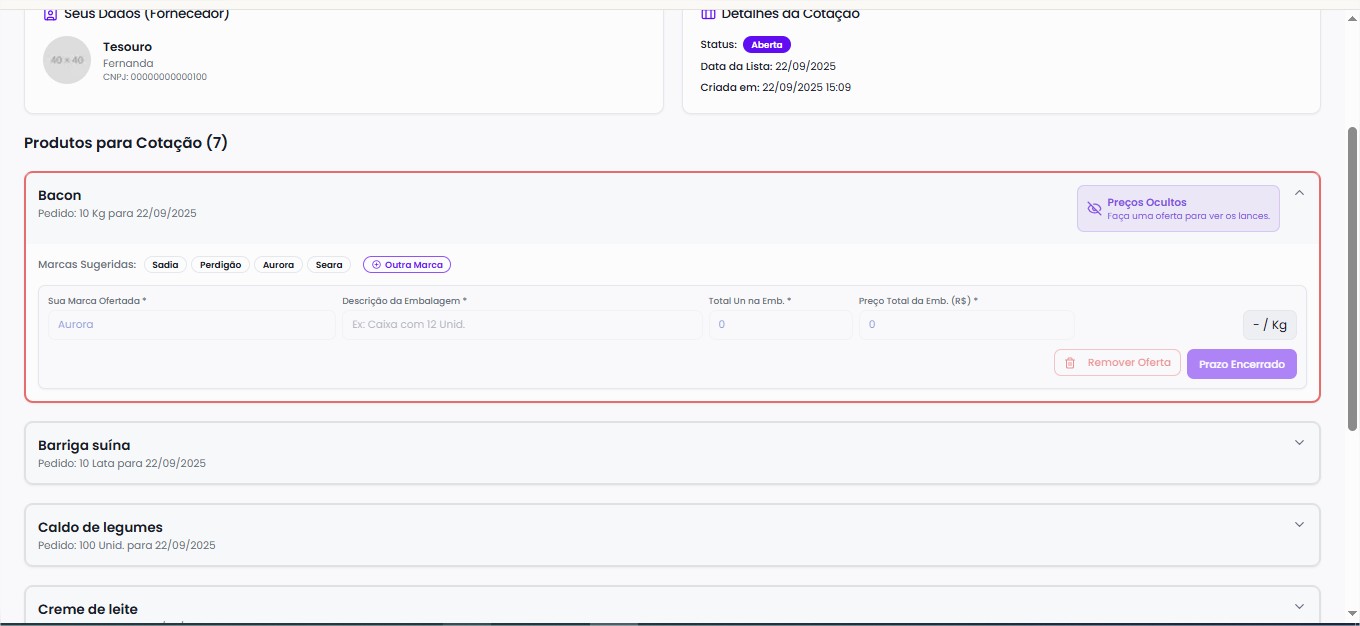 Seus Dados (Fornecedor)
40 × 40
Tesouro
Fernanda
CNPJ: 00000000000100
Detalhes da Cotação
Status: Aberta
Data da Lista: 22/09/2025
Criada em: 22/09/2025 15:09
Produtos para Cotação (7)
Bacon
Pedido: 10 Kg para 22/09/2025
Preços Ocultos
Faça uma oferta para ver os lances.
Marcas Sugeridas: Sadia Perdigão Aurora Seara Outra Marca
Sua Marca Ofertada * Descrição da Embalagem * Total Un na Emb. * Preço Total da Emb. (R$) *
Aurora Ex: Caixa com 12 Unid. 0 0 - / Kg
Remover Oferta Prazo Encerrado
Barriga suína
Pedido: 10 Lata para 22/09/2025
Caldo de legumes
Pedido: 100 Unid. para 22/09/2025
Creme de leite